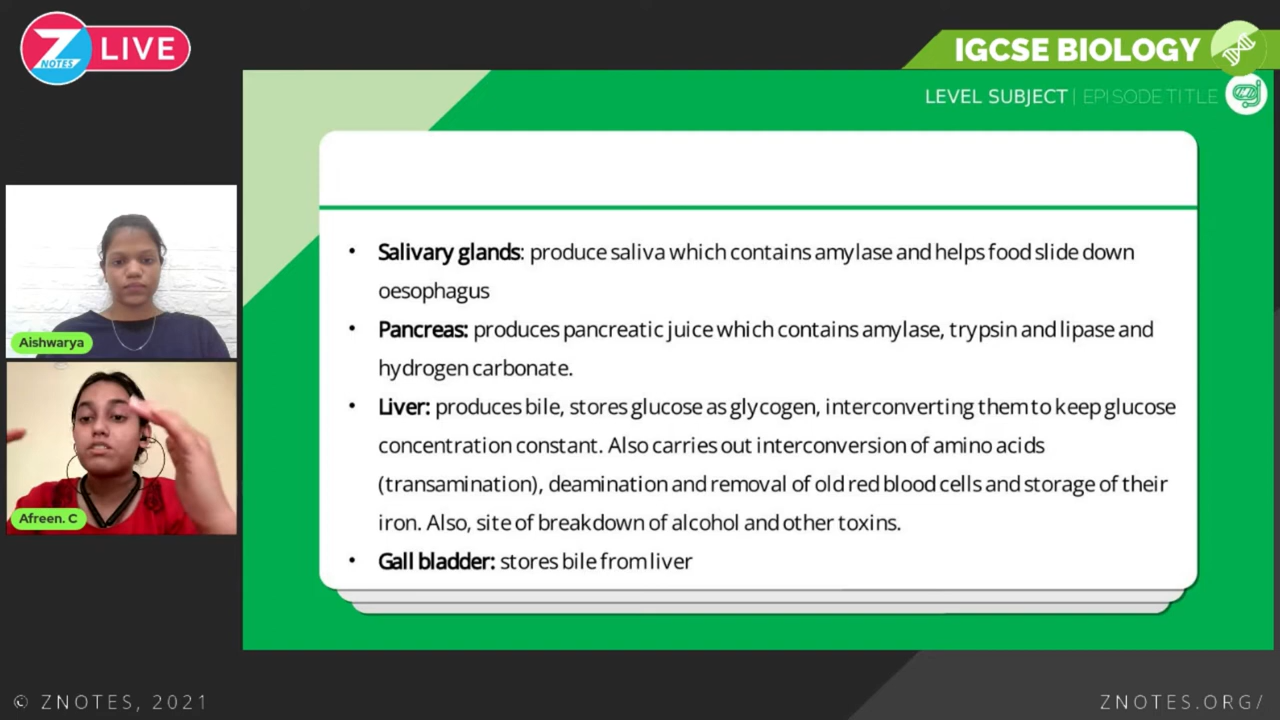 Z NOTES LIVE
IGCSE BIOLOGY
LEVEL SUBJECT | EPISODE TITLE
• Salivary glands: produce saliva which contains amylase and helps food slide down
oesophagus
• Pancreas: produces pancreatic juice which contains amylase, trypsin and lipase and
hydrogen carbonate.
• Liver: produces bile, stores glucose as glycogen, interconverting them to keep glucose
concentration constant. Also carries out interconversion of amino acids
(transamination), deamination and removal of old red blood cells and storage of their
iron. Also, site of breakdown of alcohol and other toxins.
• Gall bladder: stores bile from liver
Aishwarya
Afreen. C
© ZNOTES, 2021
ZNOTES.ORG/